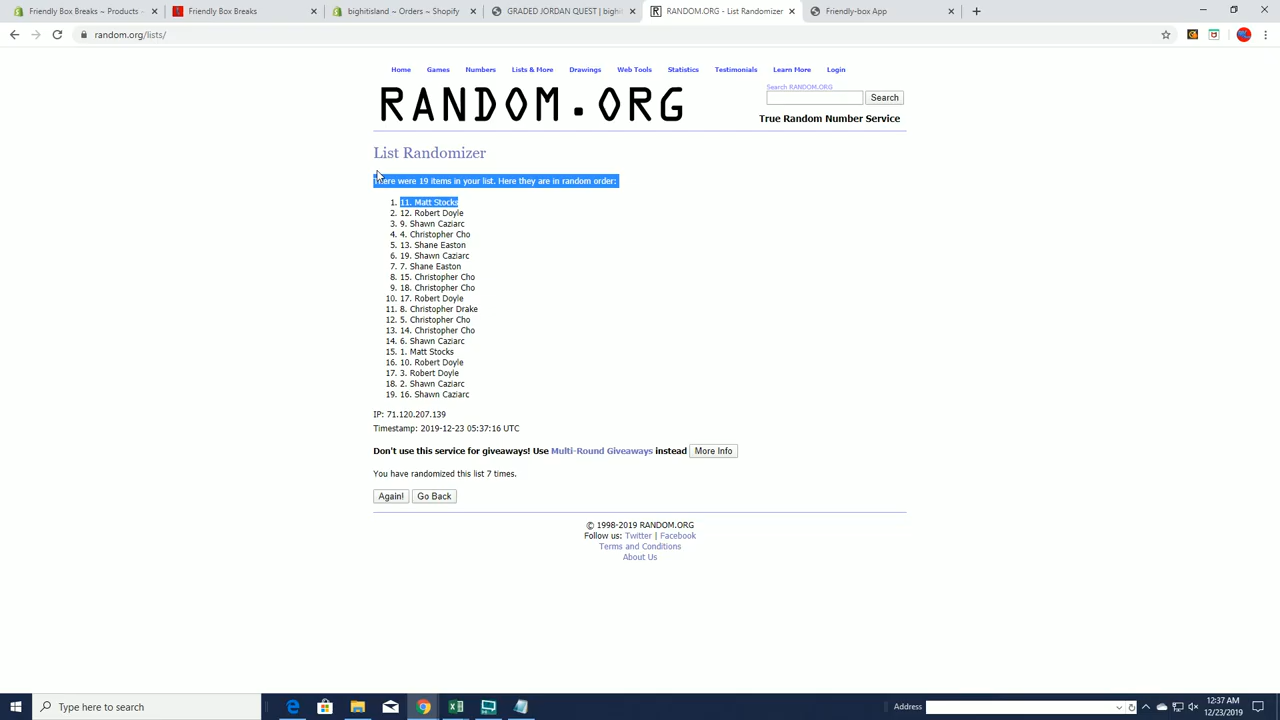 Friendly Box Breaks ~ Products ·
Friendly Box Breaks
bighitisland ~ Orders ~ Shopify
GRADED JORDAN QUEST | bighit
RANDOM.ORG - List Randomizer
Friendly-box App
random.org/lists/
Home Games Numbers Lists & More Drawings Web Tools Statistics Testimonials Learn More Login
RANDOM.ORG
Search RANDOM.ORG
Search
True Random Number Service
List Randomizer
There were 19 items in your list. Here they are in random order:
1. 11. Matt Stocks
2. 12. Robert Doyle
3. 9. Shawn Caziarc
4. 4. Christopher Cho
5. 13. Shane Easton
6. 19. Shawn Caziarc
7. 7. Shane Easton
8. 15. Christopher Cho
9. 18. Christopher Cho
10. 17. Robert Doyle
11. 8. Christopher Drake
12. 5. Christopher Cho
13. 14. Christopher Cho
14. 6. Shawn Caziarc
15. 1. Matt Stocks
16. 10. Robert Doyle
17. 3. Robert Doyle
18. 2. Shawn Caziarc
19. 16. Shawn Caziarc
IP: 71.120.207.139
Timestamp: 2019-12-23 05:37:16 UTC
Don't use this service for giveaways! Use Multi-Round Giveaways instead More Info
You have randomized this list 7 times.
Again! Go Back
© 1998-2019 RANDOM.ORG
Follow us: Twitter | Facebook
Terms and Conditions
About Us
Type here to search
Address
12:37 AM
12/23/2019